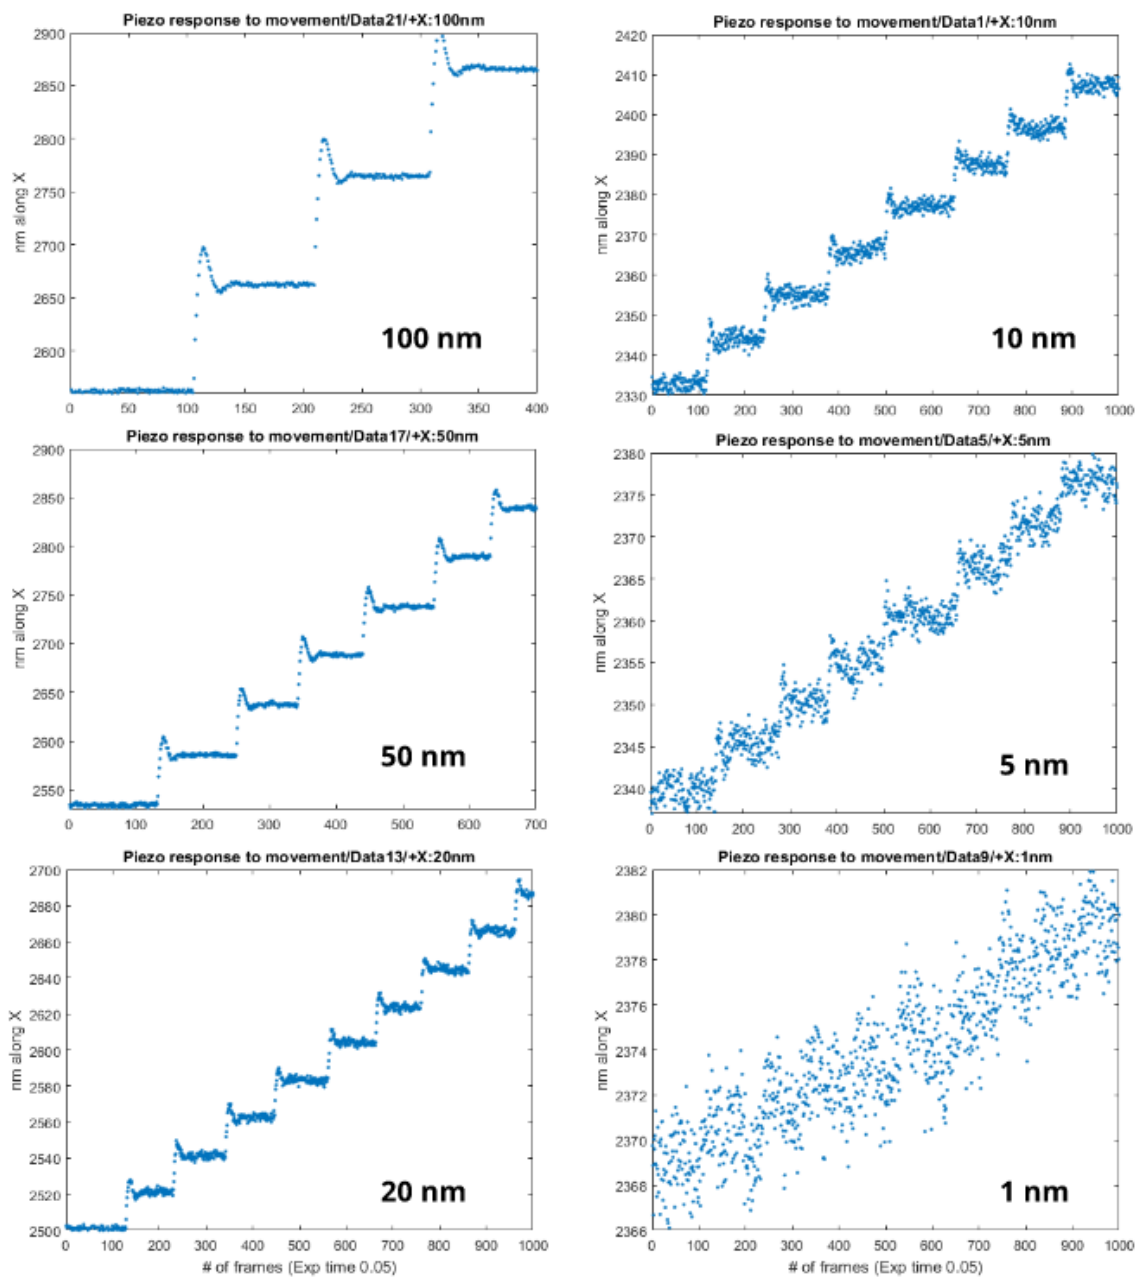 Piezo response to movement/Data21/+X:100nm
2900
2850
2800
2750
2700
2650
2600
nm along X
100 nm
0 50 100 150 200 250 300 350 400
Piezo response to movement/Data1/+X:10nm
2420
2410
2400
2390
2380
2370
2360
2350
2340
2330
nm along X
10 nm
0 100 200 300 400 500 600 700 800 900 1000
Piezo response to movement/Data17/+X:50nm
2900
2850
2800
2750
2700
2650
2600
2550
nm along X
50 nm
0 100 200 300 400 500 600 700
Piezo response to movement/Data5/+X:5nm
2380
2375
2370
2365
2360
2355
2350
2345
2340
nm along X
5 nm
0 100 200 300 400 500 600 700 800 900 1000
Piezo response to movement/Data13/+X:20nm
2700
2680
2660
2640
2620
2600
2580
2560
2540
2520
2500
nm along X
20 nm
0 100 200 300 400 500 600 700 800 900 1000
# of frames (Exp time 0.05)
Piezo response to movement/Data9/+X:1nm
2382
2380
2378
2376
2374
2372
2370
2368
2366
nm along X
1 nm
0 100 200 300 400 500 600 700 800 900 1000
# of frames (Exp time 0.05)